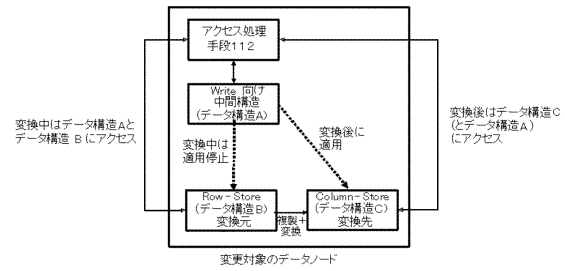 アクセス処理
手段112
Write 向け
中間構造
(データ構造A)
変換中はデータ構造Aと
データ構造 Bにアクセス
変換後はデータ構造C
(とデータ構造A)
にアクセス
変換中は
適用停止
変換後に
適用
Row-Store
(データ構造B)
変換元
複製+
変換
Column-Store
(データ構造C)
変換先
変更対象のデータノード